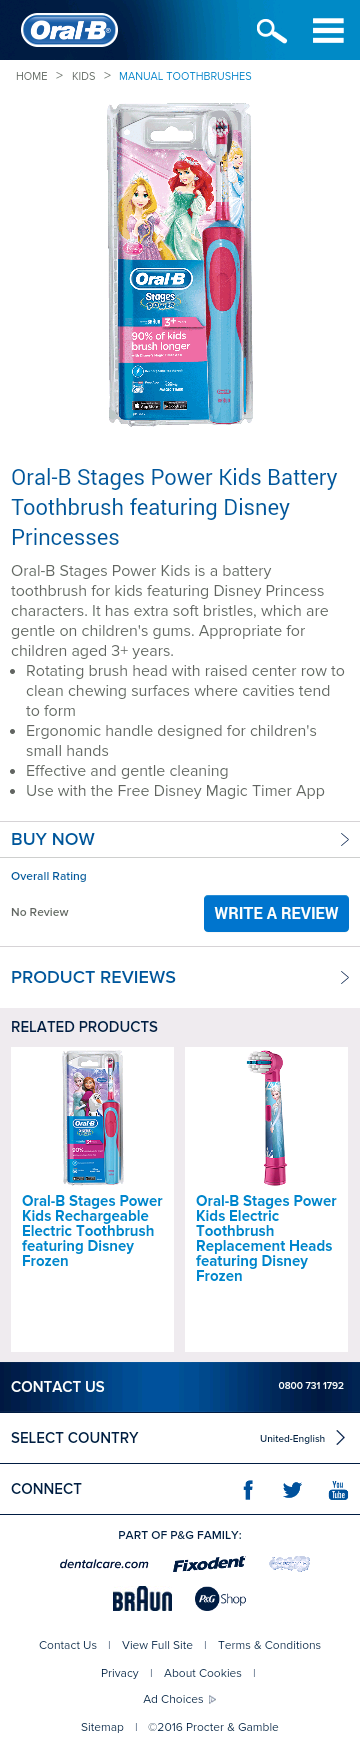 Oral-B
HOME > KIDS > MANUAL TOOTHBRUSHES
Oral-B
Stages
POWER
3+
90% of kids
brush longer
Oral-B Stages Power Kids Battery
Toothbrush featuring Disney
Princesses
Oral-B Stages Power Kids is a battery
toothbrush for kids featuring Disney Princess
characters. It has extra soft bristles, which are
gentle on children's gums. Appropriate for
children aged 3+ years.
• Rotating brush head with raised center row to
clean chewing surfaces where cavities tend
to form
• Ergonomic handle designed for children's
small hands
• Effective and gentle cleaning
• Use with the Free Disney Magic Timer App
BUY NOW
Overall Rating
No Review
WRITE A REVIEW
PRODUCT REVIEWS
RELATED PRODUCTS
Oral-B
Oral-B Stages Power
Kids Rechargeable
Electric Toothbrush
featuring Disney
Frozen
Oral-B Stages Power
Kids Electric
Toothbrush
Replacement Heads
featuring Disney
Frozen
CONTACT US 0800 731 1792
SELECT COUNTRY United-English
CONNECT
You
Tube
PART OF P&G FAMILY:
dentalcare.com Fixodent
BRAUN P&G Shop
Contact Us | View Full Site | Terms & Conditions
Privacy | About Cookies |
Ad Choices
Sitemap | ©2016 Procter & Gamble